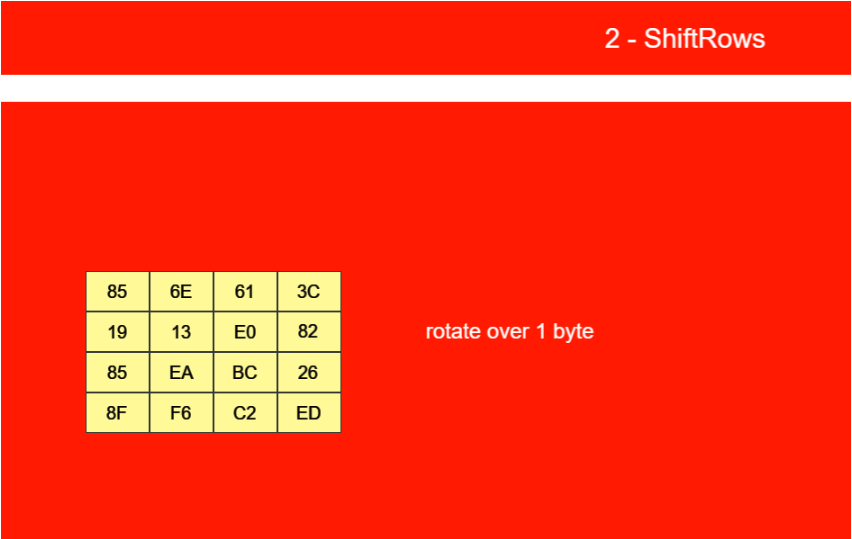 2 - ShiftRows
85 6E 61 3C
19 13 E0 82
rotate over 1 byte
85 EA BC 26
8F F6 C2 ED